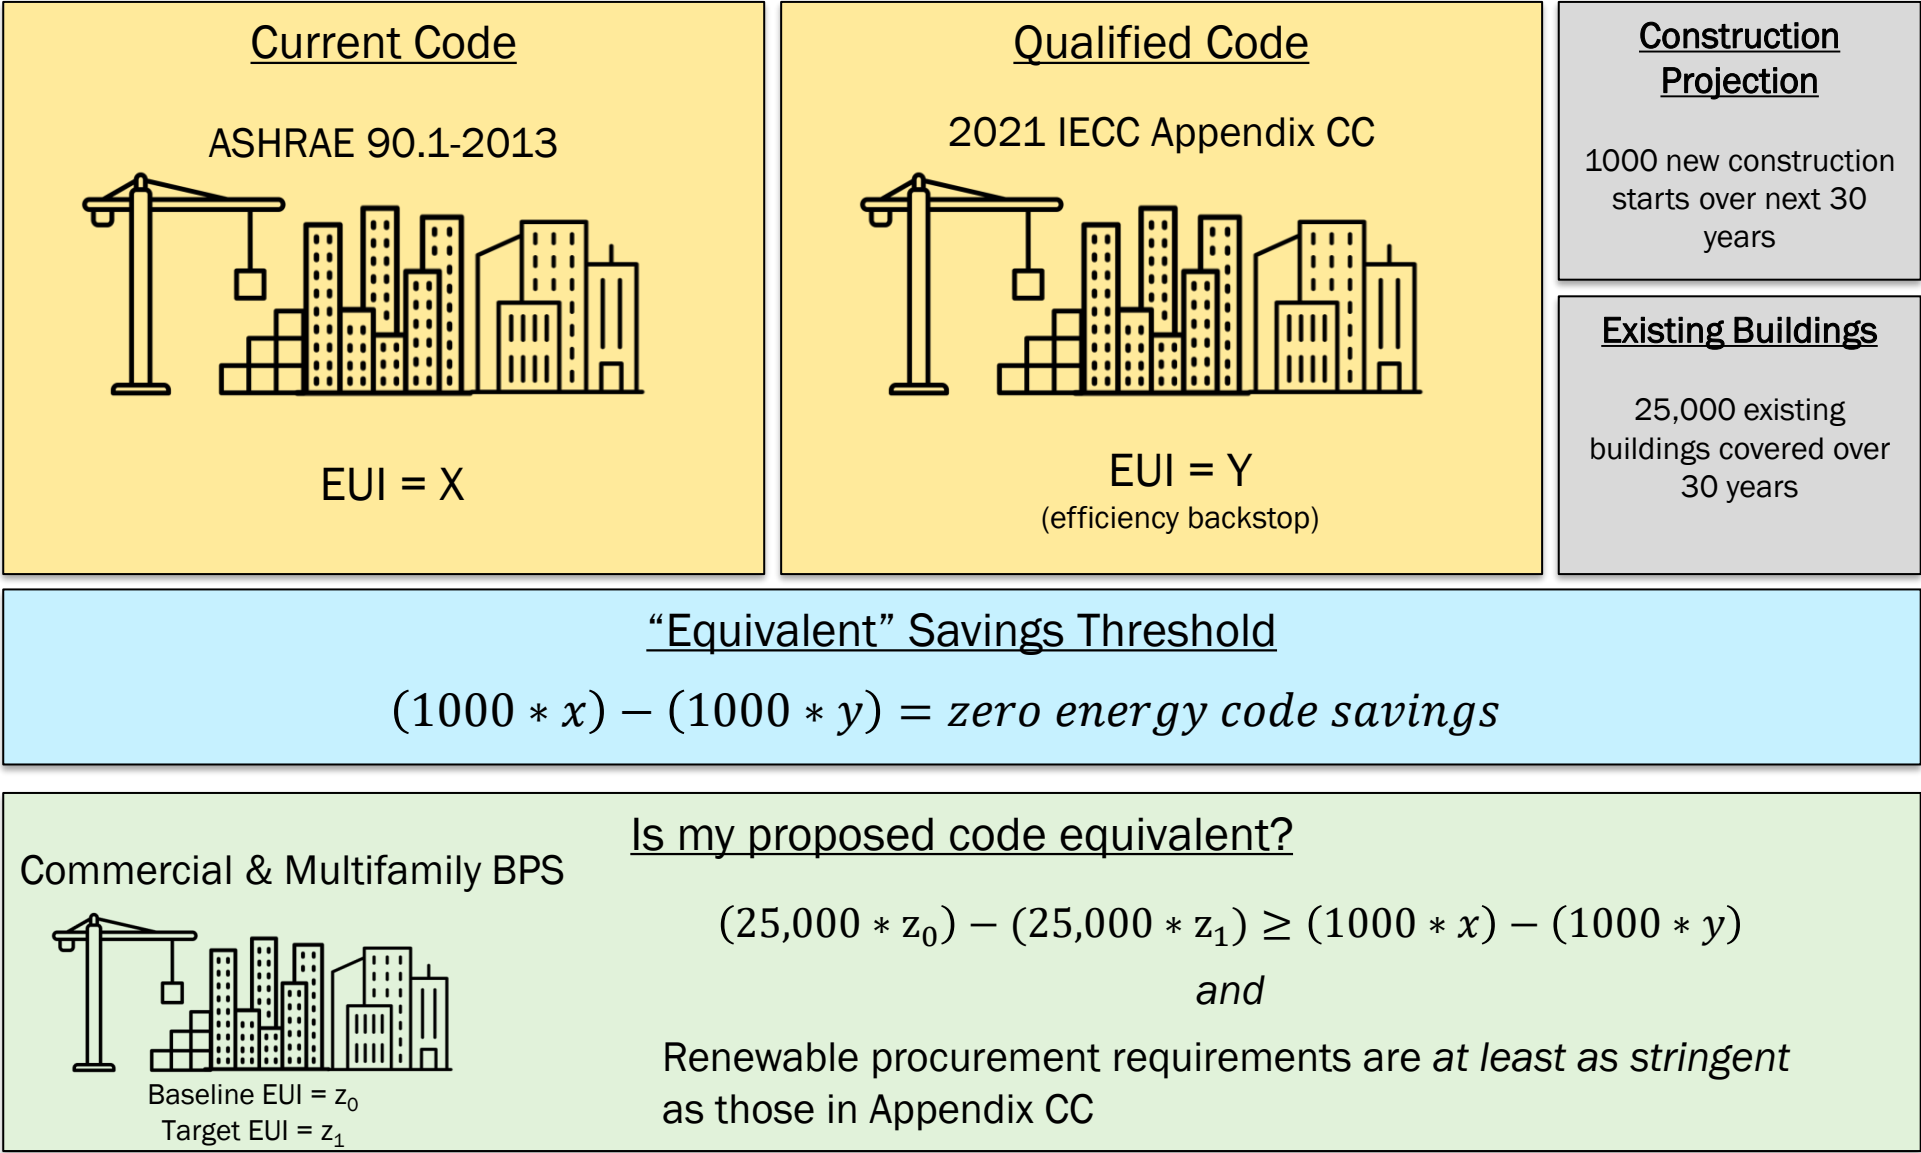 Current Code
ASHRAE 90.1-2013
EUI = X
Qualified Code
2021 IECC Appendix CC
EUI = Y
(efficiency backstop)
Construction
Projection
1000 new construction
starts over next 30
years
Existing Buildings
25,000 existing
buildings covered over
30 years
“Equivalent” Savings Threshold
(1000 * x) − (1000 * y) = zero energy code savings
Is my proposed code equivalent?
Commercial & Multifamily BPS
Baseline EUI = z₀
Target EUI = z₁
(25,000 * z₀) − (25,000 * z₁) ≥ (1000 * x) − (1000 * y)
and
Renewable procurement requirements are at least as stringent
as those in Appendix CC